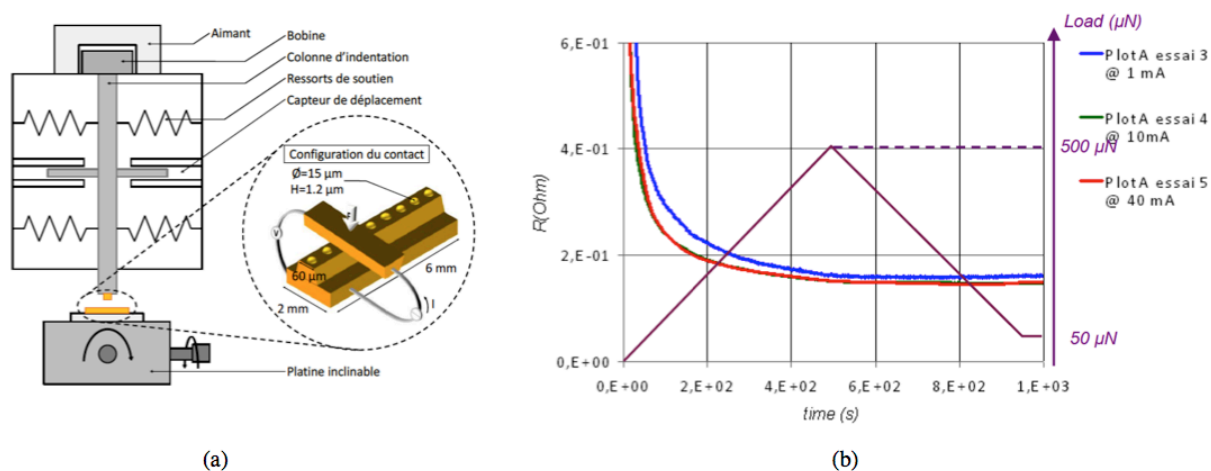 Aimant
Bobine
Colonne d'indentation
Ressorts de soutien
Capteur de déplacement
Configuration du contact
Ø=15 µm
H=1.2 µm
F
V
60 µm
6 mm
2 mm
I
Platine inclinable
(a)
Load (µN)
6,E-01
4,E-01
2,E-01
0,E+00
R(Ohm)
0,E+00 2,E+02 4,E+02 6,E+02 8,E+02 1,E+03
time (s)
PlotA essai 3
@ 1 mA
PlotA essai 4
@ 10mA
500 µN
PlotA essai 5
@ 40 mA
50 µN
(b)